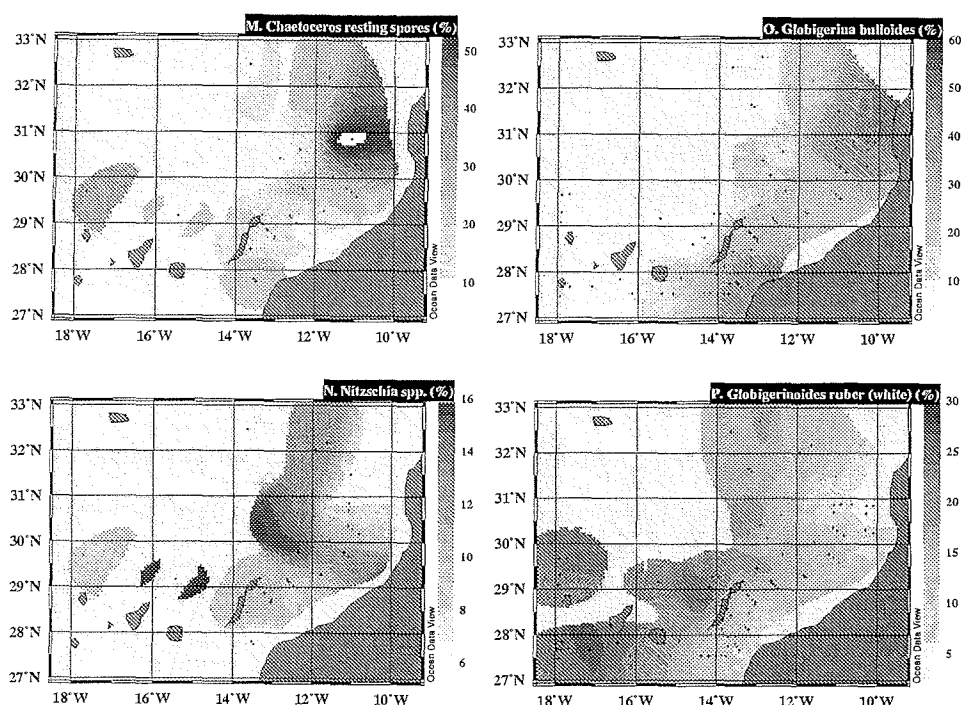 M. Chaetoceros resting spores (%)
33°N
32°N
31°N
30°N
29°N
28°N
27°N
18°W
16°W
14°W
12°W
10°W
50
40
30
20
10
Ocean Data View
O. Globigerina bulloides (%)
33°N
32°N
31°N
30°N
29°N
28°N
27°N
18°W
16°W
14°W
12°W
10°W
60
50
40
30
20
10
Ocean Data View
N. Nitzschia spp. (%)
33°N
32°N
31°N
30°N
29°N
28°N
27°N
18°W
16°W
14°W
12°W
10°W
16
14
12
10
8
6
Ocean Data View
P. Globigerinoides ruber (white) (%)
33°N
32°N
31°N
30°N
29°N
28°N
27°N
18°W
16°W
14°W
12°W
10°W
30
25
20
15
10
5
Ocean Data View